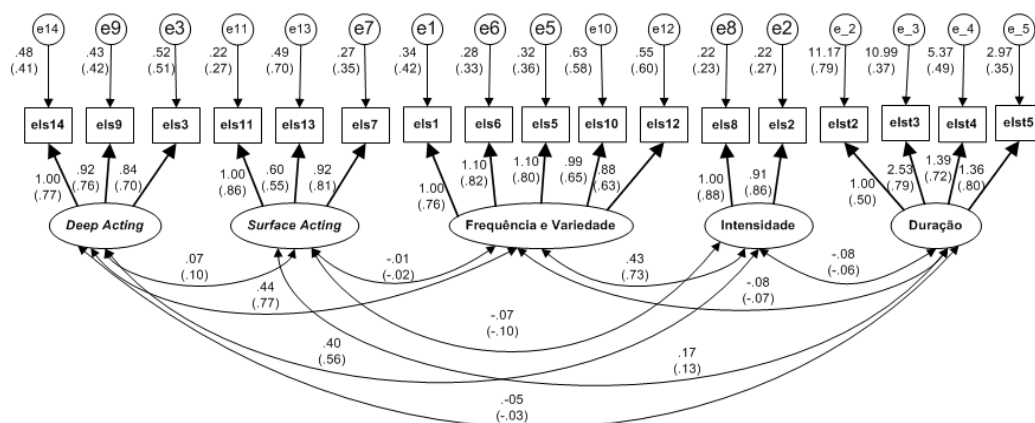 e14 e9 e3 e11 e13 e7 e1 e6 e5 e10 e12 e8 e2 e_2 e_3 e_4 e_5
.48 .43 .52 .22 .49 .27 .34 .28 .32 .63 .55 .22 .22 11.17 10.99 5.37 2.97
(.41) (.42) (.51) (.27) (.70) (.35) (.42) (.33) (.36) (.58) (.60) (.23) (.27) (.79) (.37) (.49) (.35)
els14 els9 els3 els11 els13 els7 els1 els6 els5 els10 els12 els8 els2 elst2 elst3 elst4 elst5
1.00 .92 .84 1.00 .60 .92 1.00 1.10 1.10 .99 .88 1.00 .91 1.00 2.53 1.39 1.36
(.77) (.76) (.70) (.86) (.55) (.81) (.76) (.82) (.80) (.65) (.63) (.88) (.86) (.50) (.79) (.72) (.80)
Deep Acting Surface Acting Frequência e Variedade Intensidade Duração
.07 -.01 .43 -.08
(.10) (-.02) (.73) (-.06)
.44 -.08
(.77) (-.07)
-.07
(-.10)
.40 .17
(.56) (.13)
-.05
(-.03)